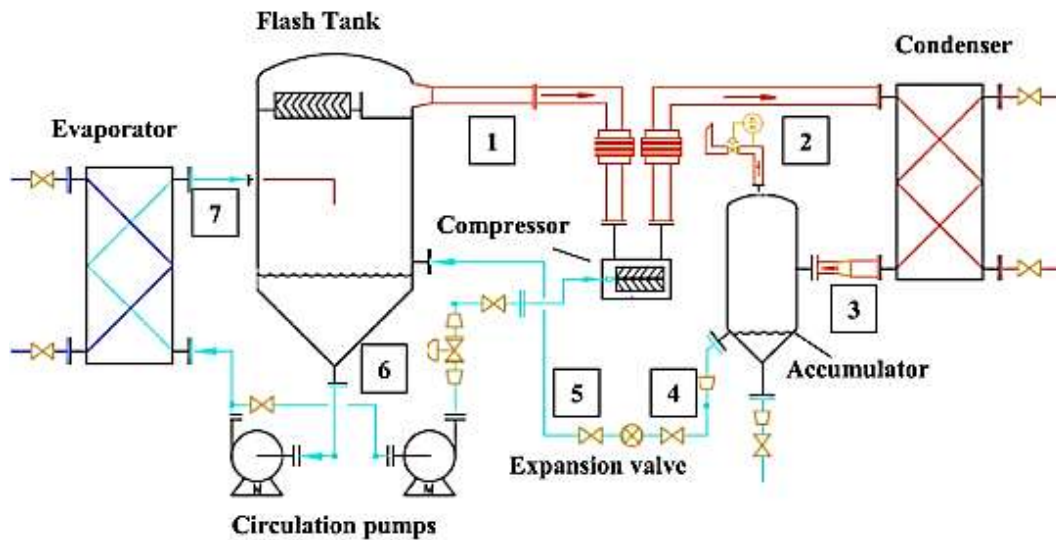 Flash Tank
Condenser
Evaporator
1
2
7
Compressor
3
6
Accumulator
5
4
Expansion valve
M
M
Circulation pumps